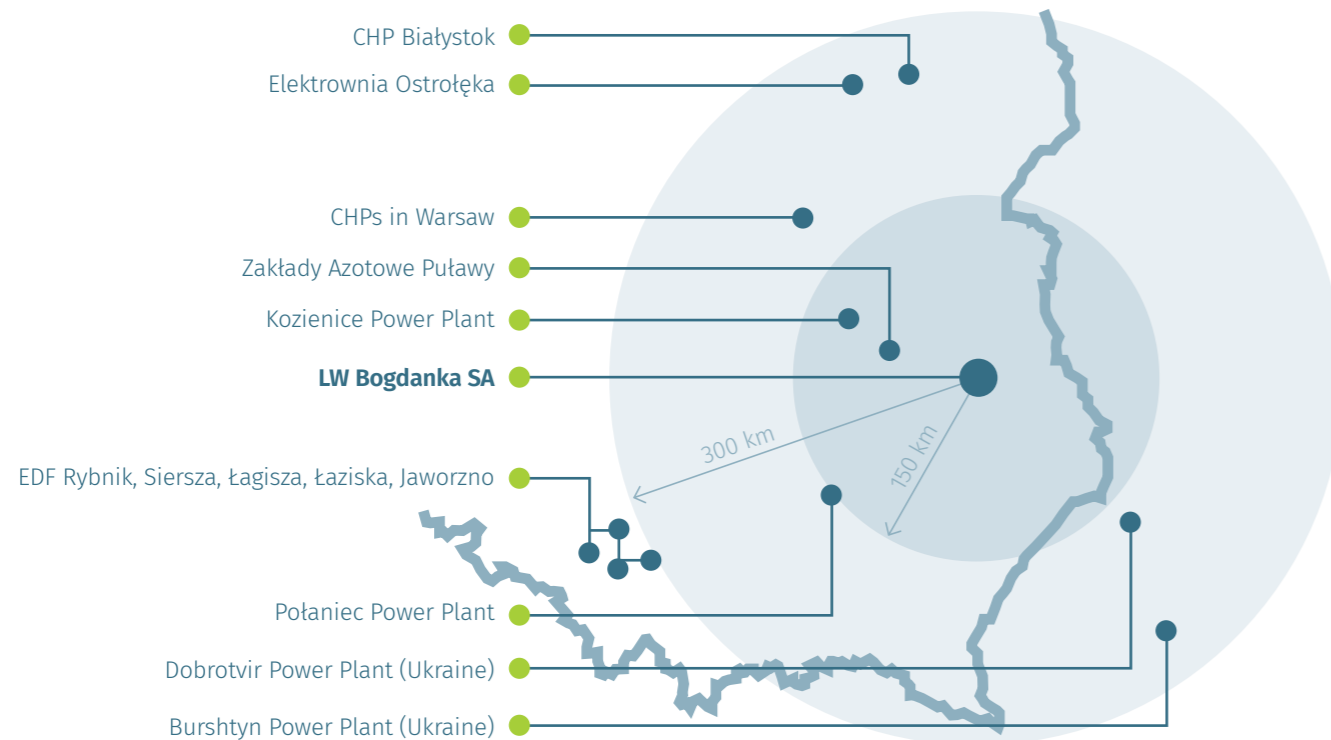 CHP Białystok
Elektrownia Ostrołęka
CHPs in Warsaw
Zakłady Azotowe Puławy
Kozienice Power Plant
LW Bogdanka SA
300 km
150 km
EDF Rybnik, Siersza, Łagisza, Łaziska, Jaworzno
Połaniec Power Plant
Dobrotvir Power Plant (Ukraine)
Burshtyn Power Plant (Ukraine)